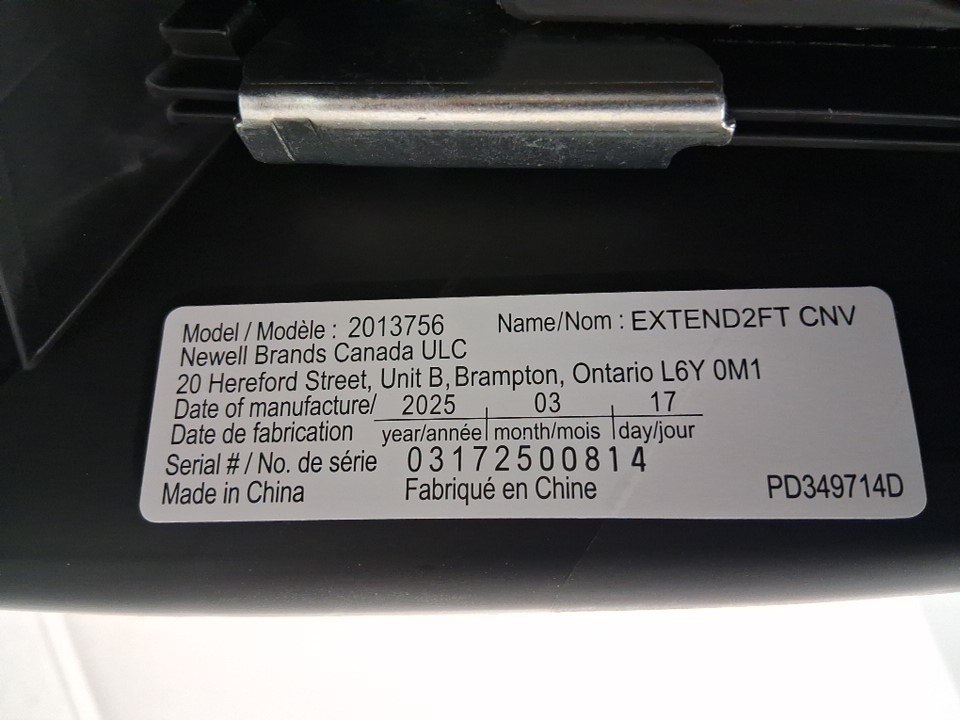 Model / Modèle : 2013756 Name/Nom : EXTEND2FT CNV
Newell Brands Canada ULC
20 Hereford Street, Unit B, Brampton, Ontario L6Y 0M1
Date of manufacture/ 2025 03 17
Date de fabrication year/année month/mois day/jour
Serial # / No. de série 03172500814
Made in China Fabriqué en Chine PD349714D